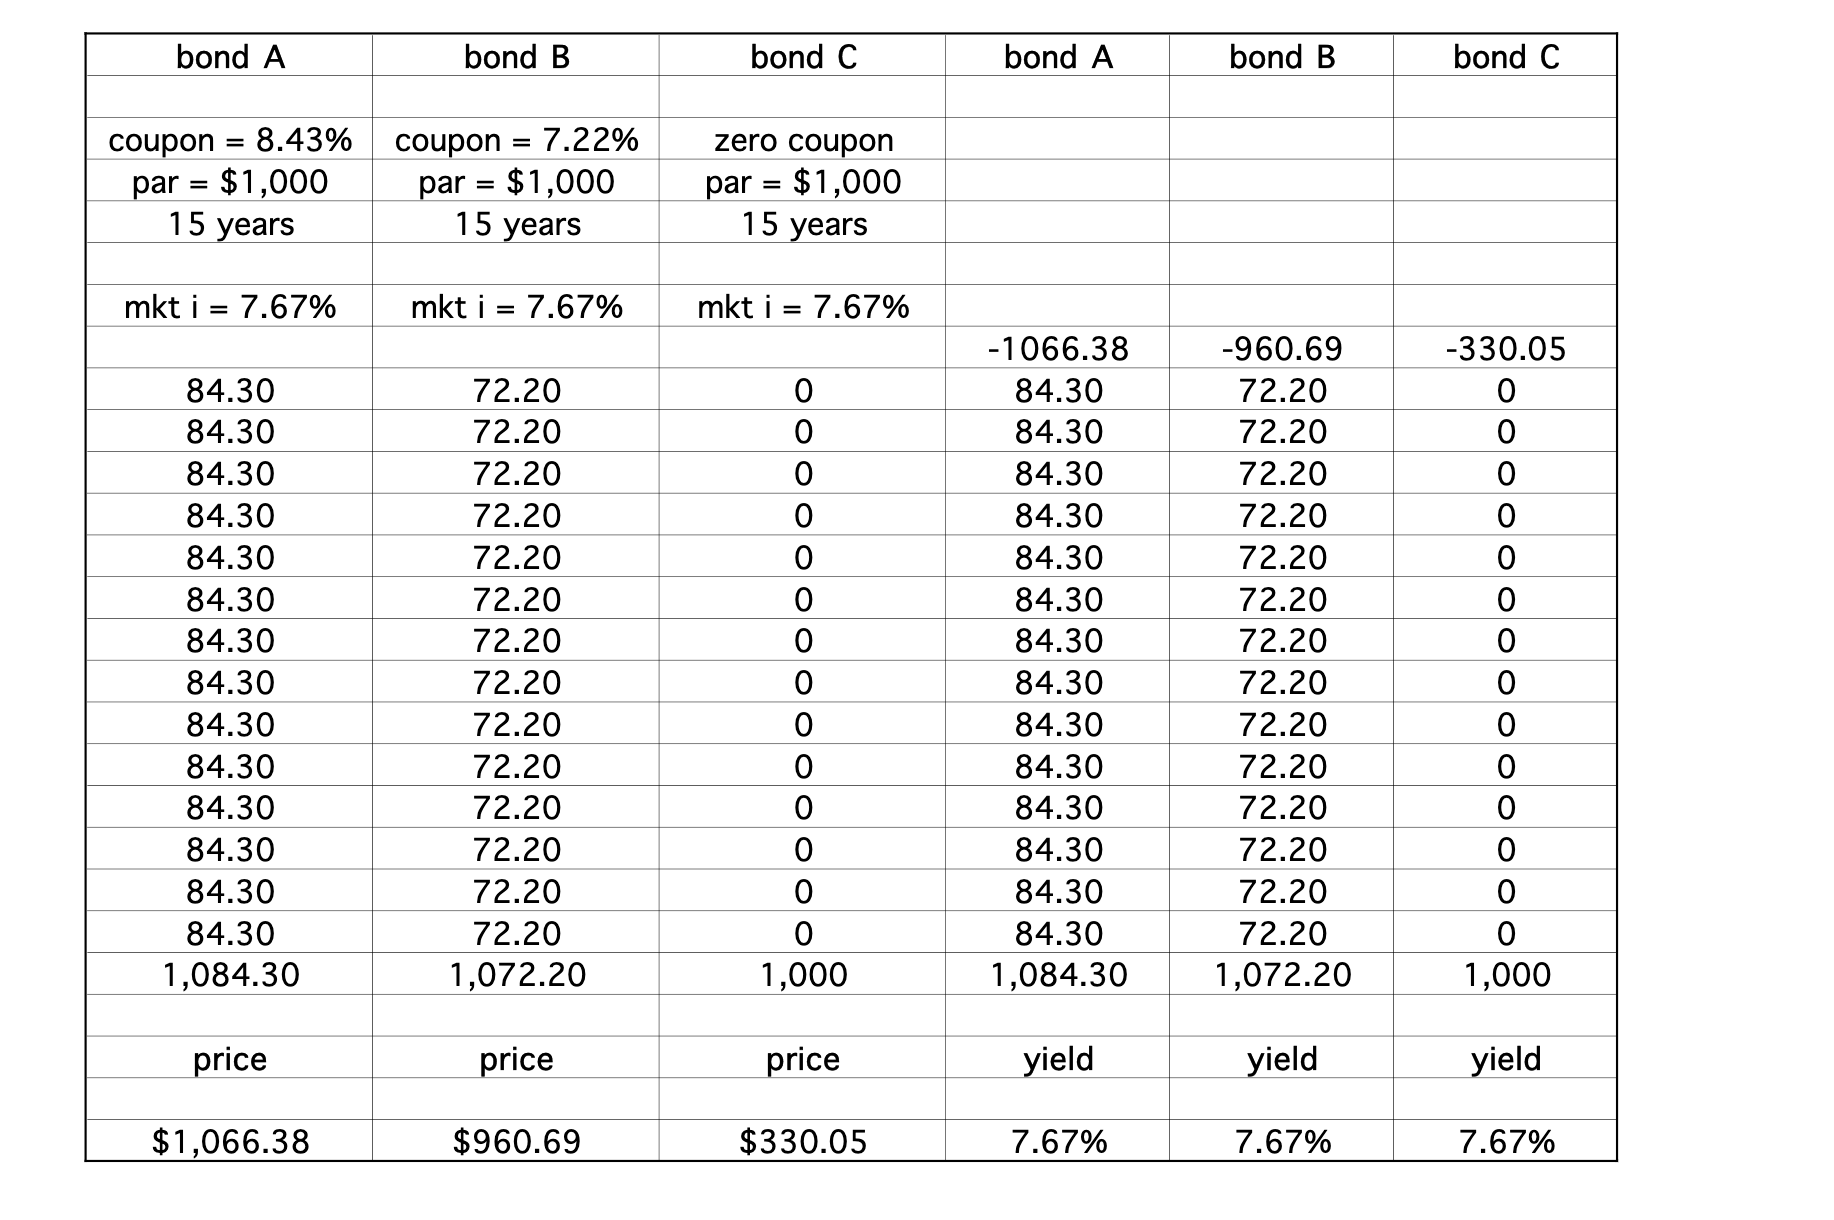 bond A bond B bond C bond A bond B bond C
coupon = 8.43% coupon = 7.22% zero coupon
par = $1,000 par = $1,000 par = $1,000
15 years 15 years 15 years
mkt i = 7.67% mkt i = 7.67% mkt i = 7.67%
-1066.38 -960.69 -330.05
84.30 72.20 0 84.30 72.20 0
84.30 72.20 0 84.30 72.20 0
84.30 72.20 0 84.30 72.20 0
84.30 72.20 0 84.30 72.20 0
84.30 72.20 0 84.30 72.20 0
84.30 72.20 0 84.30 72.20 0
84.30 72.20 0 84.30 72.20 0
84.30 72.20 0 84.30 72.20 0
84.30 72.20 0 84.30 72.20 0
84.30 72.20 0 84.30 72.20 0
84.30 72.20 0 84.30 72.20 0
84.30 72.20 0 84.30 72.20 0
84.30 72.20 0 84.30 72.20 0
84.30 72.20 0 84.30 72.20 0
1,084.30 1,072.20 1,000 1,084.30 1,072.20 1,000
price price price yield yield yield
$1,066.38 $960.69 $330.05 7.67% 7.67% 7.67%